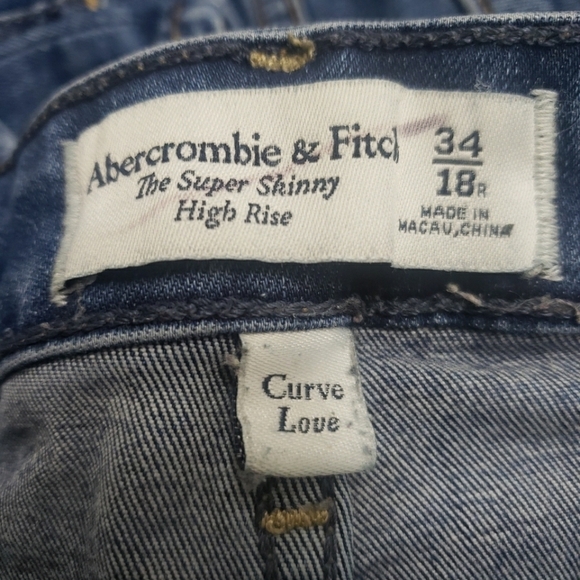 Abercrombie & Fitch
The Super Skinny
High Rise
34
18R
MADE IN
MACAU, CHINA
Curve
Love